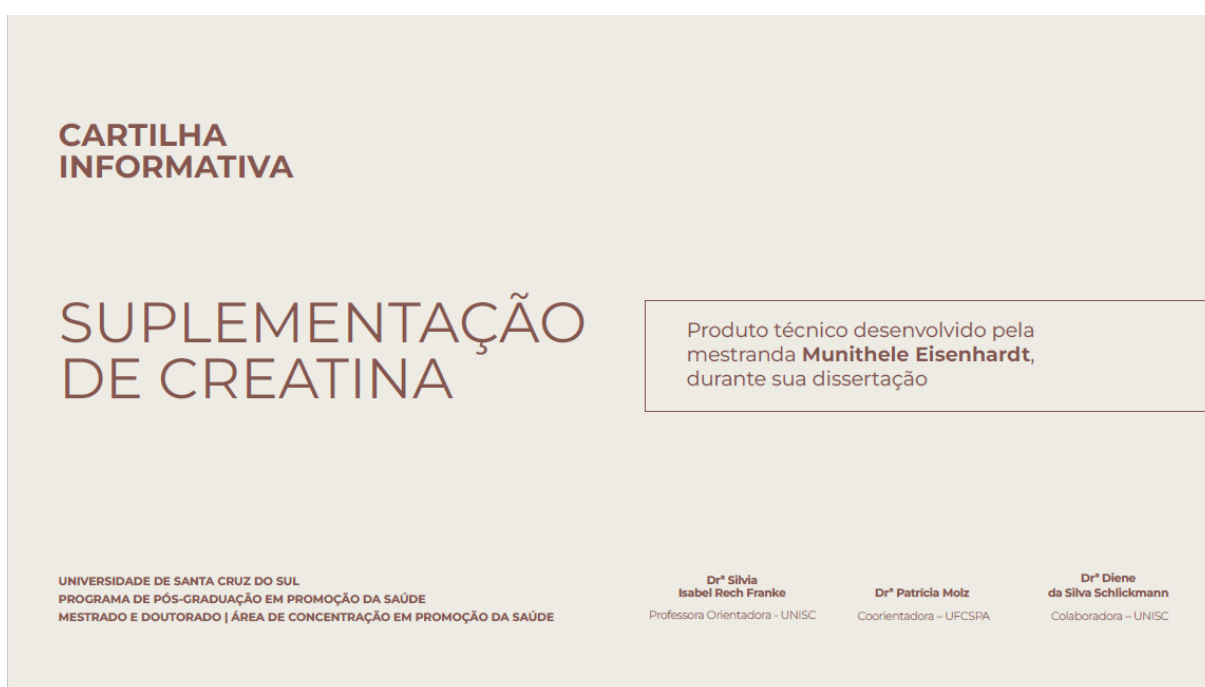 CARTILHA
INFORMATIVA
SUPLEMENTAÇÃO
DE CREATINA
Produto técnico desenvolvido pela
mestranda Munithele Eisenhardt,
durante sua dissertação
UNIVERSIDADE DE SANTA CRUZ DO SUL
PROGRAMA DE PÓS-GRADUAÇÃO EM PROMOÇÃO DA SAÚDE
MESTRADO E DOUTORADO | ÁREA DE CONCENTRAÇÃO EM PROMOÇÃO DA SAÚDE
Drª Silvia
Isabel Rech Franke
Professora Orientadora - UNISC
Drª Patrícia Molz
Coorientadora – UFCSPA
Drª Diene
da Silva Schlickmann
Colaboradora – UNISC